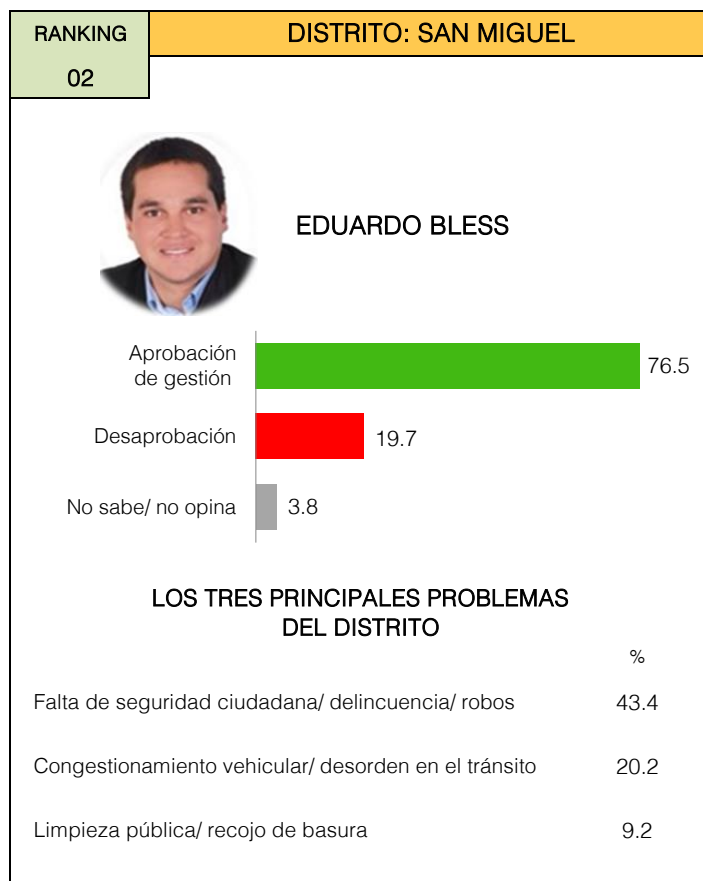 RANKING
02
DISTRITO: SAN MIGUEL
EDUARDO BLESS
Aprobación
de gestión
76.5
Desaprobación
19.7
No sabe/ no opina
3.8
LOS TRES PRINCIPALES PROBLEMAS
DEL DISTRITO
%
Falta de seguridad ciudadana/ delincuencia/ robos 43.4
Congestionamiento vehicular/ desorden en el tránsito 20.2
Limpieza pública/ recojo de basura 9.2